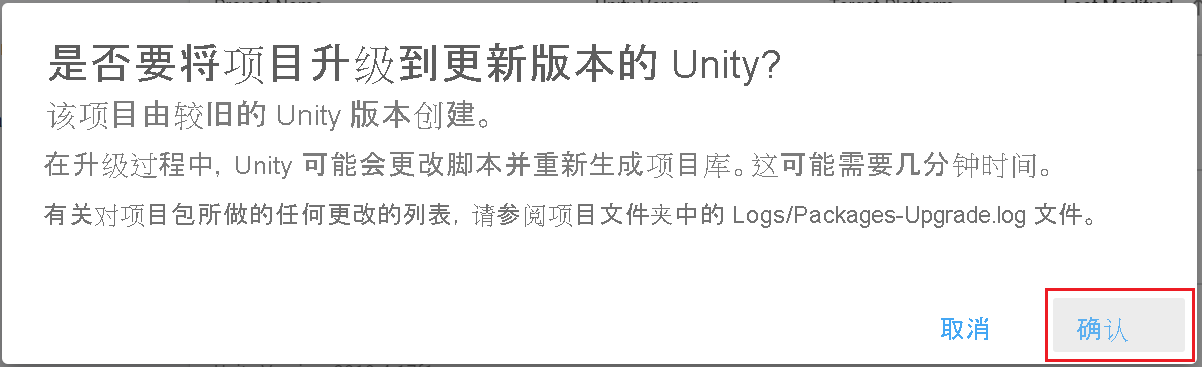 是否要将项目升级到更新版本的 Unity?
该项目由较旧的 Unity 版本创建。
在升级过程中, Unity 可能会更改脚本并重新生成项目库。这可能需要几分钟时间。
有关对项目包所做的任何更改的列表, 请参阅项目文件夹中的 Logs/Packages-Upgrade.log 文件。
取消 确认